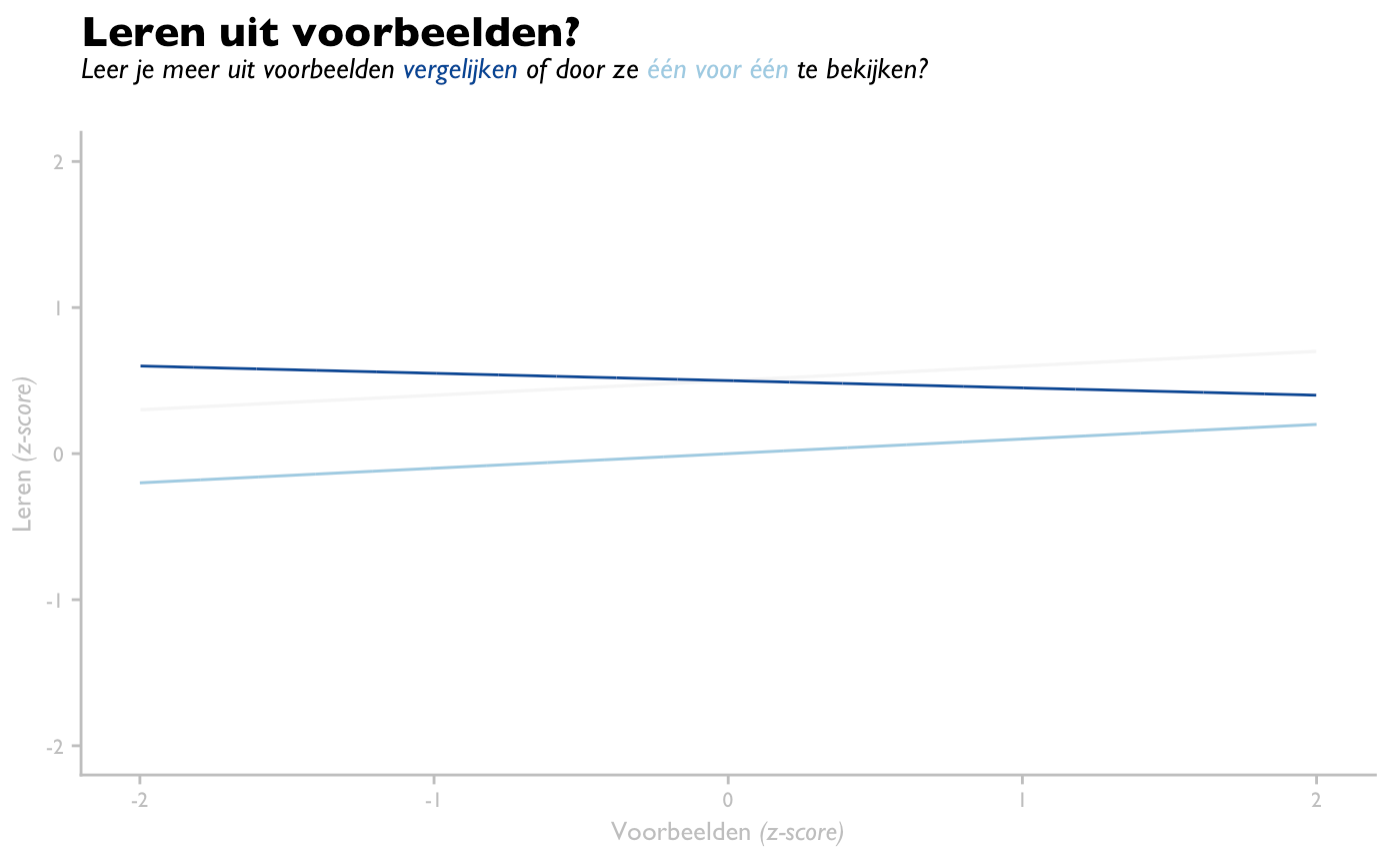 Leren uit voorbeelden?
Leer je meer uit voorbeelden vergelijken of door ze één voor één te bekijken?
2
1
0
-1
-2
Leren (z-score)
-2
-1
0
1
2
Voorbeelden (z-score)